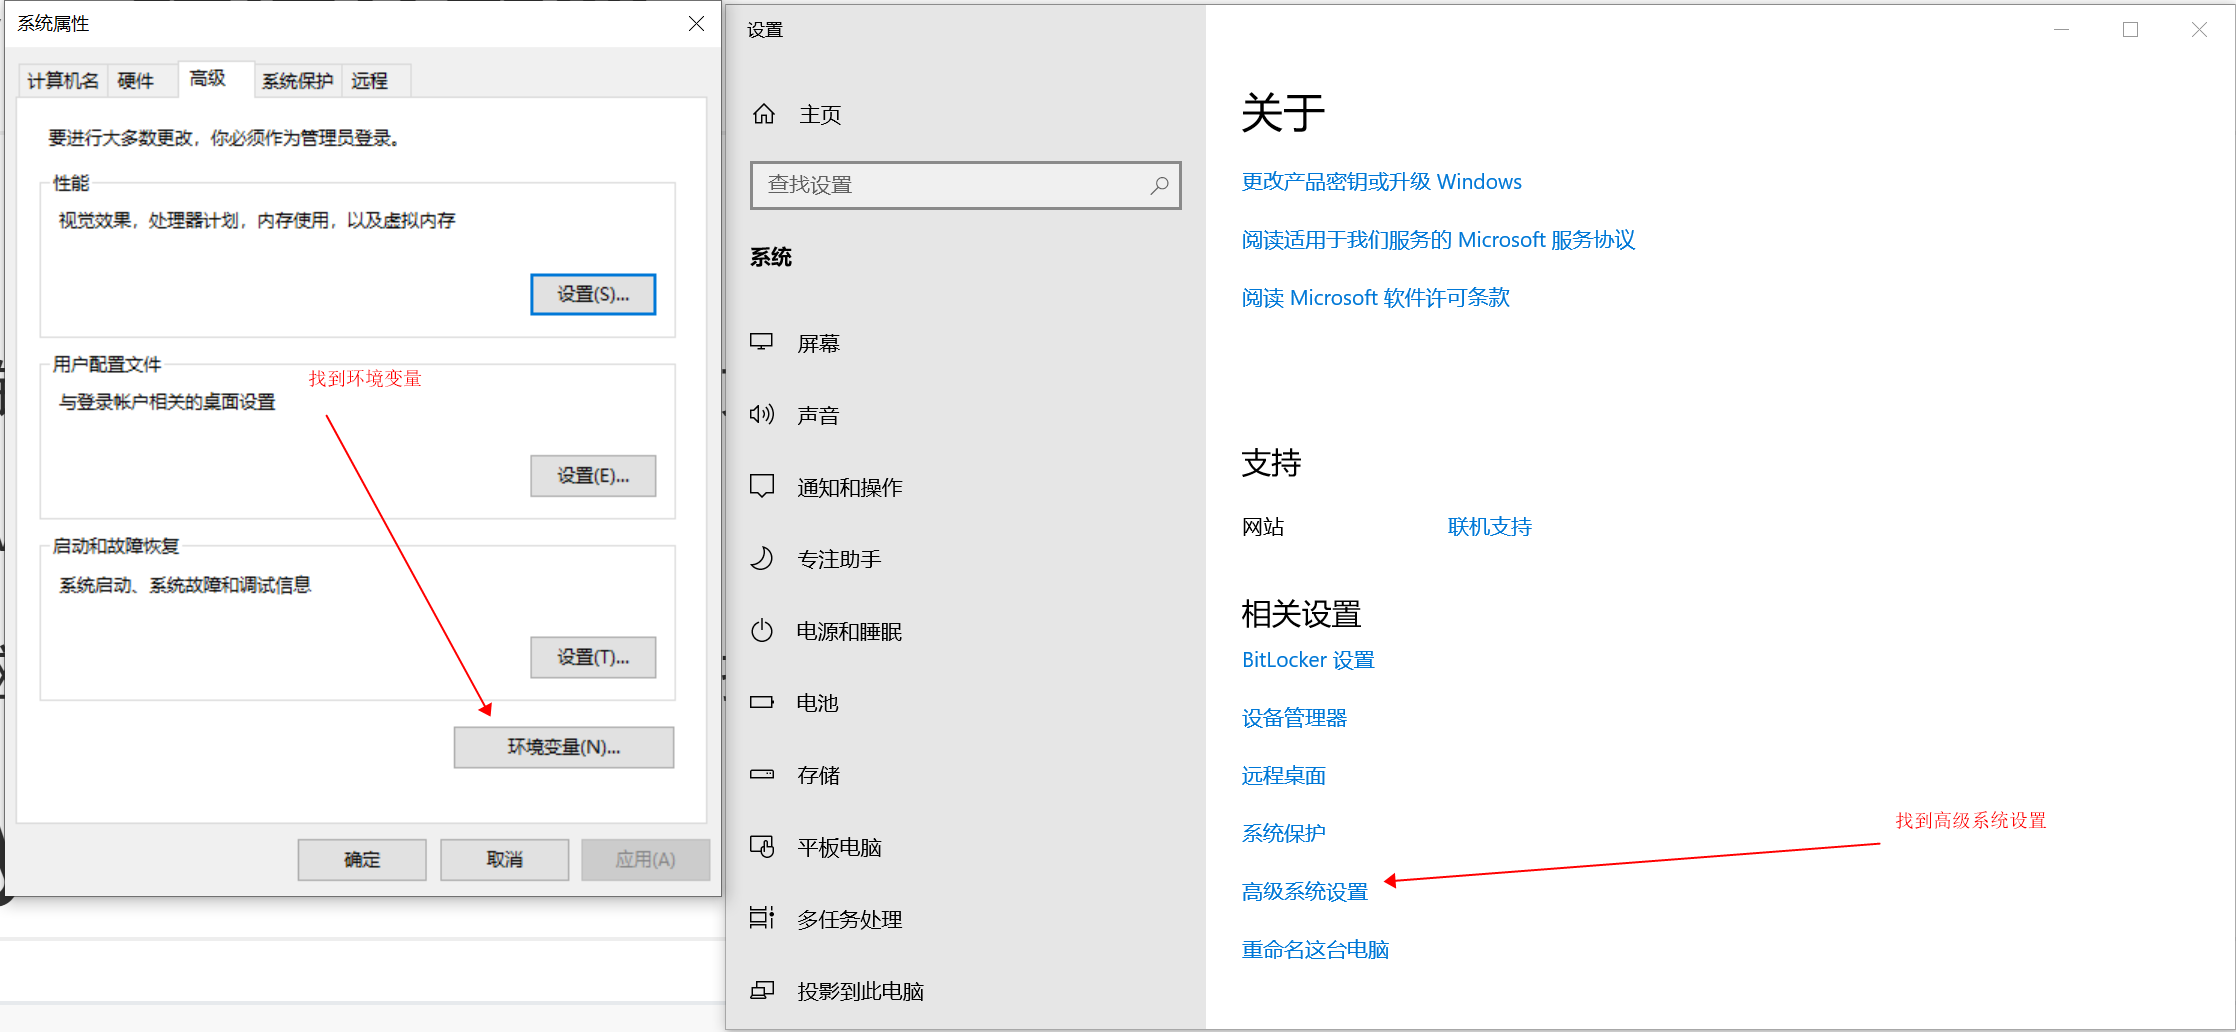 系统属性
计算机名
硬件
高级
系统保护
远程
要进行大多数更改，你必须作为管理员登录。
性能
视觉效果，处理器计划，内存使用，以及虚拟内存
设置(S)...
用户配置文件
找到环境变量
与登录帐户相关的桌面设置
设置(E)...
启动和故障恢复
系统启动、系统故障和调试信息
设置(T)...
环境变量(N)...
确定
取消
应用(A)
设置
主页
查找设置
系统
屏幕
声音
通知和操作
专注助手
电源和睡眠
电池
存储
平板电脑
多任务处理
投影到此电脑
关于
更改产品密钥或升级 Windows
阅读适用于我们服务的 Microsoft 服务协议
阅读 Microsoft 软件许可条款
支持
网站
联机支持
相关设置
BitLocker 设置
设备管理器
远程桌面
系统保护
找到高级系统设置
高级系统设置
重命名这台电脑